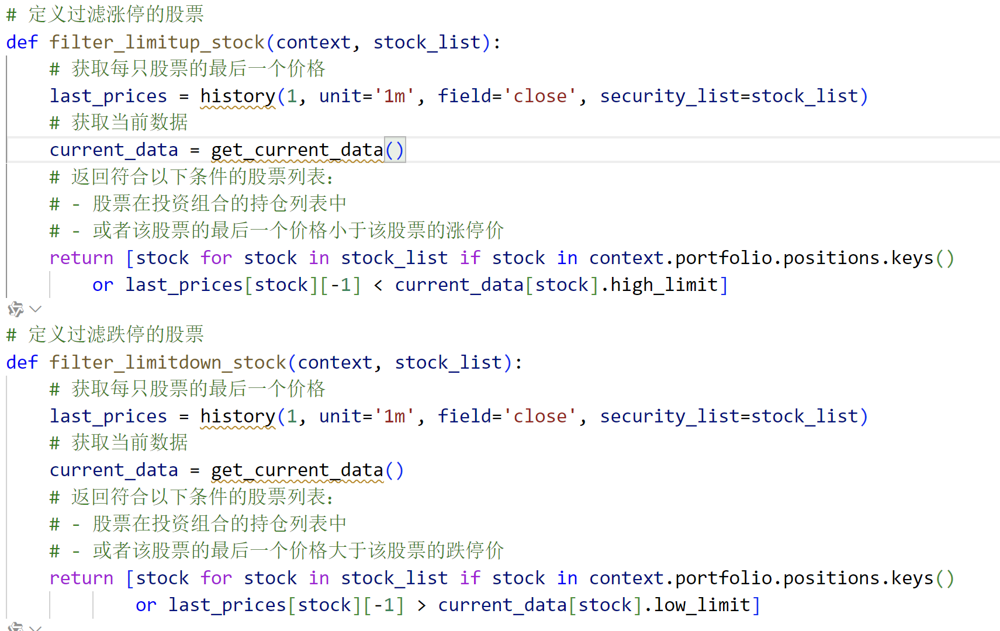 # 定义过滤涨停的股票
def filter_limitup_stock(context, stock_list):
    # 获取每只股票的最后一个价格
    last_prices = history(1, unit='1m', field='close', security_list=stock_list)
    # 获取当前数据
    current_data = get_current_data()
    # 返回符合以下条件的股票列表：
    # - 股票在投资组合的持仓列表中
    # - 或者该股票的最后一个价格小于该股票的涨停价
    return [stock for stock in stock_list if stock in context.portfolio.positions.keys()
        or last_prices[stock][-1] < current_data[stock].high_limit]
# 定义过滤跌停的股票
def filter_limitdown_stock(context, stock_list):
    # 获取每只股票的最后一个价格
    last_prices = history(1, unit='1m', field='close', security_list=stock_list)
    # 获取当前数据
    current_data = get_current_data()
    # 返回符合以下条件的股票列表：
    # - 股票在投资组合的持仓列表中
    # - 或者该股票的最后一个价格大于该股票的跌停价
    return [stock for stock in stock_list if stock in context.portfolio.positions.keys()
            or last_prices[stock][-1] > current_data[stock].low_limit]